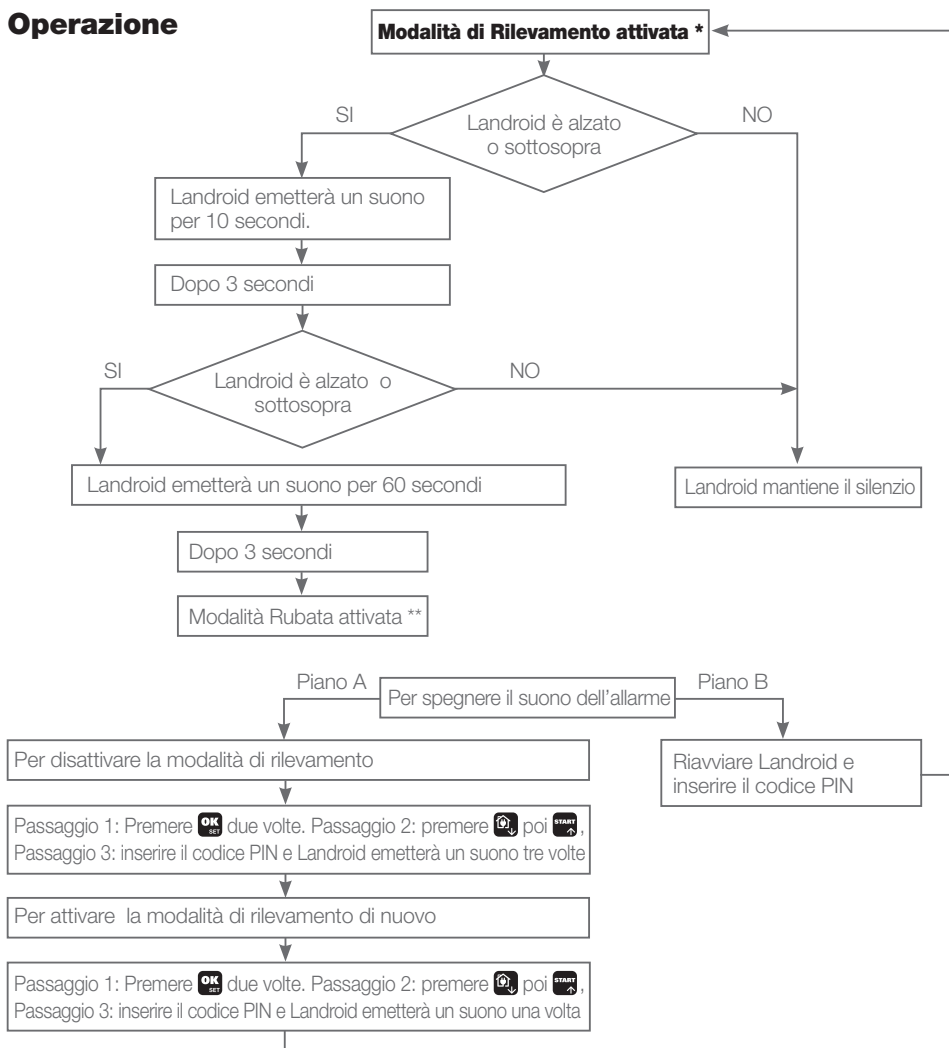 Operazione
Modalità di Rilevamento attivata *
SI
Landroid è alzato
o sottosopra
NO
Landroid emetterà un suono
per 10 secondi.
Dopo 3 secondi
SI
Landroid è alzato o
sottosopra
NO
Landroid emetterà un suono per 60 secondi
Landroid mantiene il silenzio
Dopo 3 secondi
Modalità Rubata attivata **
Piano A
Per spegnere il suono dell'allarme
Piano B
Per disattivare la modalità di rilevamento
Riavviare Landroid e
inserire il codice PIN
Passaggio 1: Premere OK SET due volte. Passaggio 2: premere poi START,
Passaggio 3: inserire il codice PIN e Landroid emetterà un suono tre volte
Per attivare la modalità di rilevamento di nuovo
Passaggio 1: Premere OK SET due volte. Passaggio 2: premere poi START,
Passaggio 3: inserire il codice PIN e Landroid emetterà un suono una volta